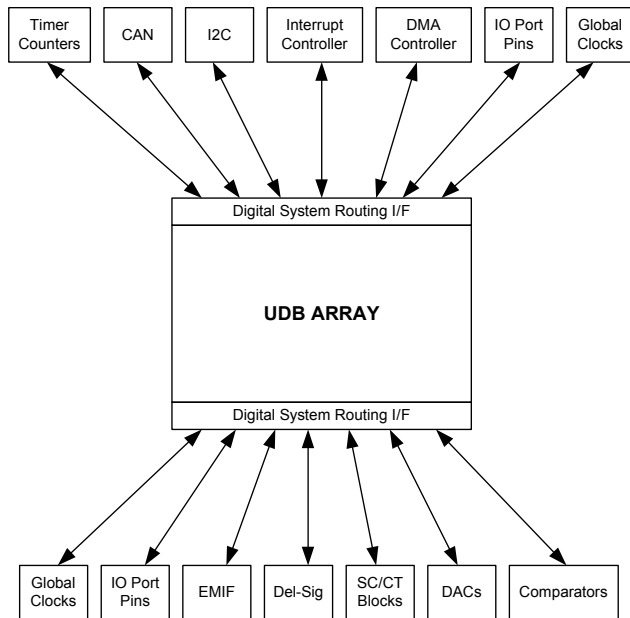 Timer
Counters
CAN
I2C
Interrupt
Controller
DMA
Controller
IO Port
Pins
Global
Clocks
Digital System Routing I/F
UDB ARRAY
Digital System Routing I/F
Global
Clocks
IO Port
Pins
EMIF
Del-Sig
SC/CT
Blocks
DACs
Comparators